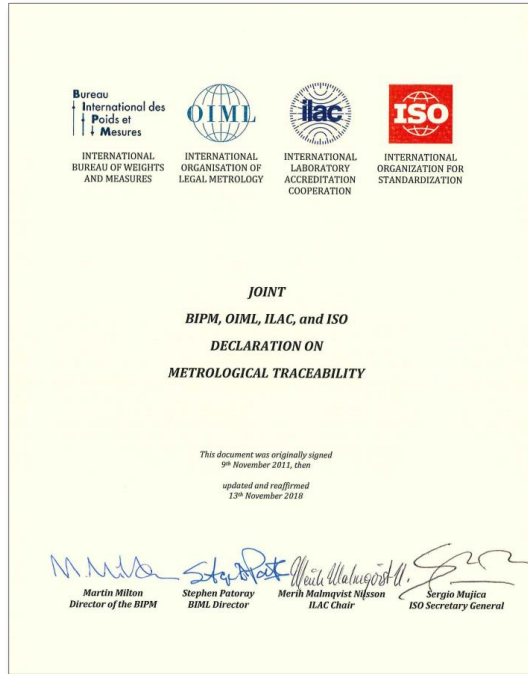 Bureau
International des
Poids et
Mesures
INTERNATIONAL
BUREAU OF WEIGHTS
AND MEASURES
OIML
INTERNATIONAL
ORGANISATION OF
LEGAL METROLOGY
ilac
INTERNATIONAL
LABORATORY
ACCREDITATION
COOPERATION
ISO
INTERNATIONAL
ORGANIZATION FOR
STANDARDIZATION
JOINT
BIPM, OIML, ILAC, and ISO
DECLARATION ON
METROLOGICAL TRACEABILITY
This document was originally signed
9th November 2011, then
updated and reaffirmed
13th November 2018
M. Milton
Martin Milton
Director of the BIPM
Stephen Patoray
BIML Director
Merih Malmqvist N.
Merih Malmqvist Nilsson
ILAC Chair
Sergio Mujica
ISO Secretary General